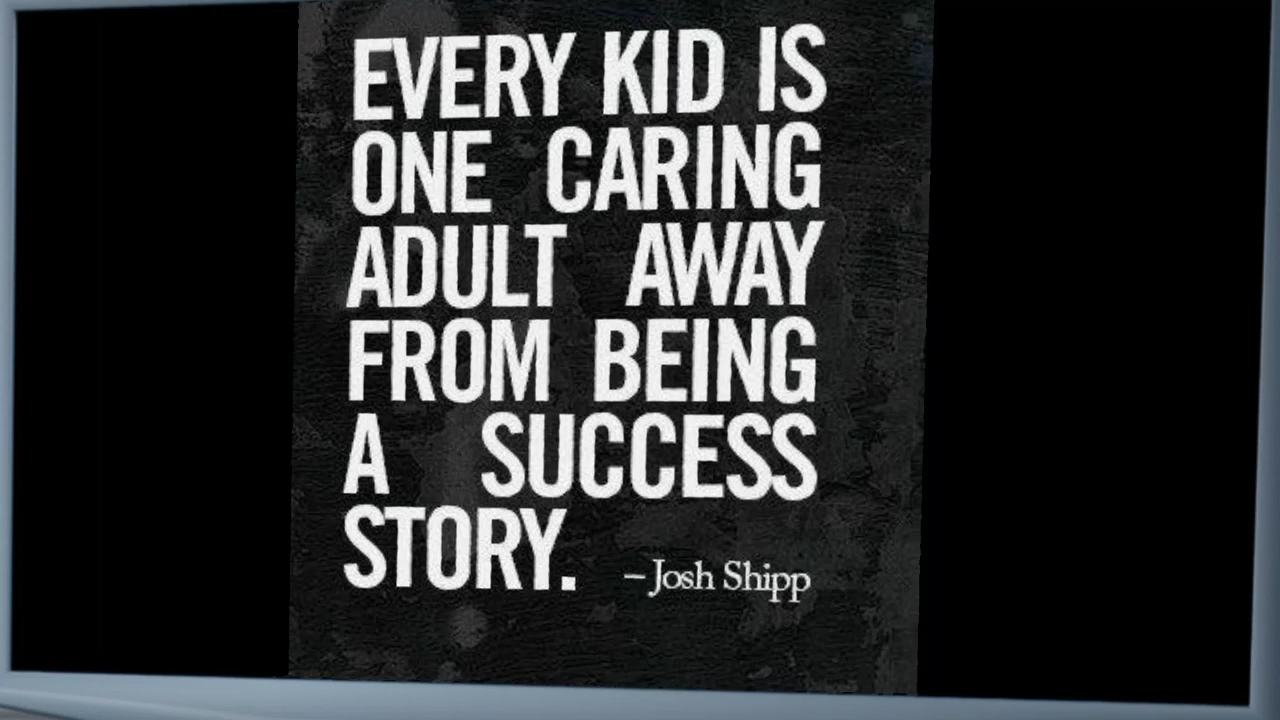 EVERY KID IS
ONE CARING
ADULT AWAY
FROM BEING
A SUCCESS
STORY. – Josh Shipp